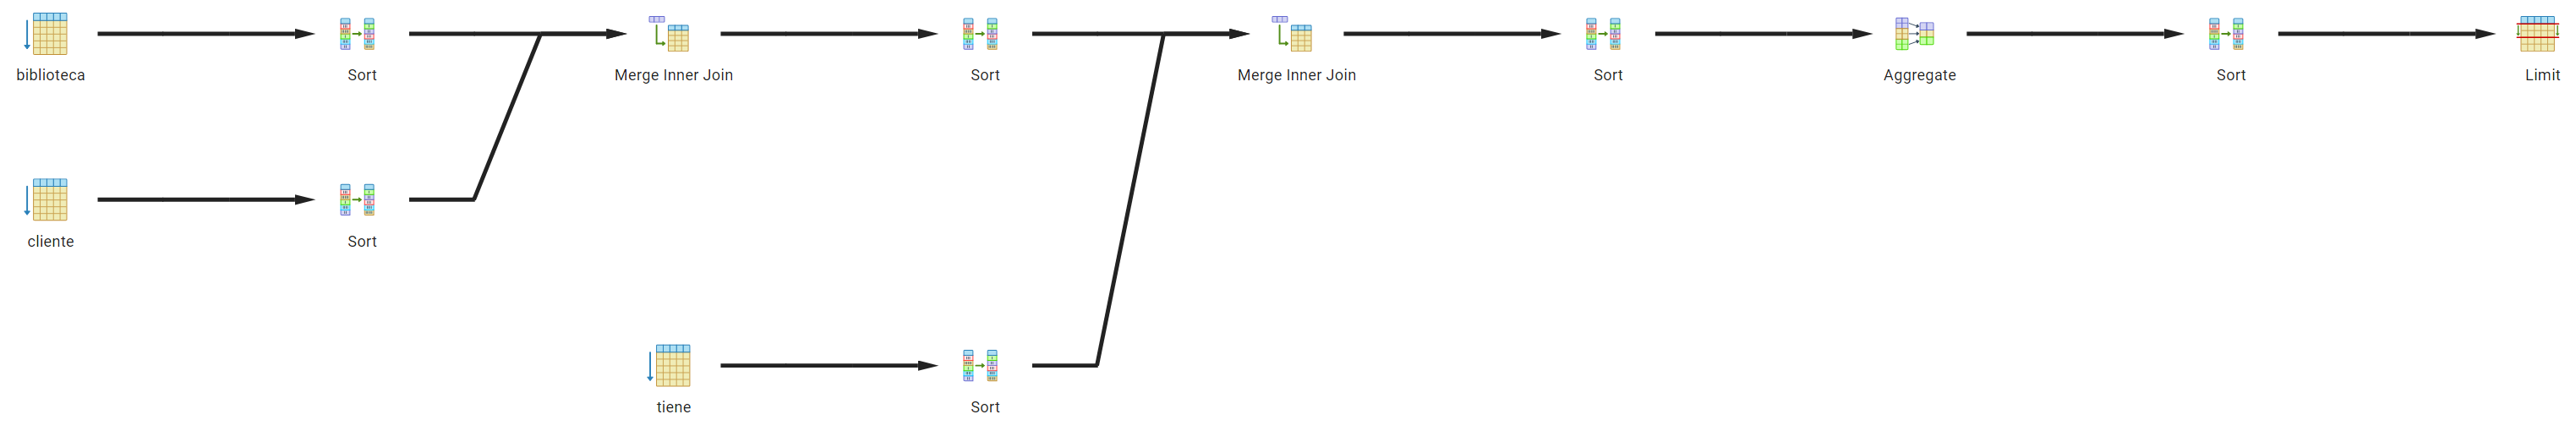 biblioteca
Sort
Merge Inner Join
Sort
Merge Inner Join
Sort
Aggregate
Sort
Limit
cliente
Sort
tiene
Sort